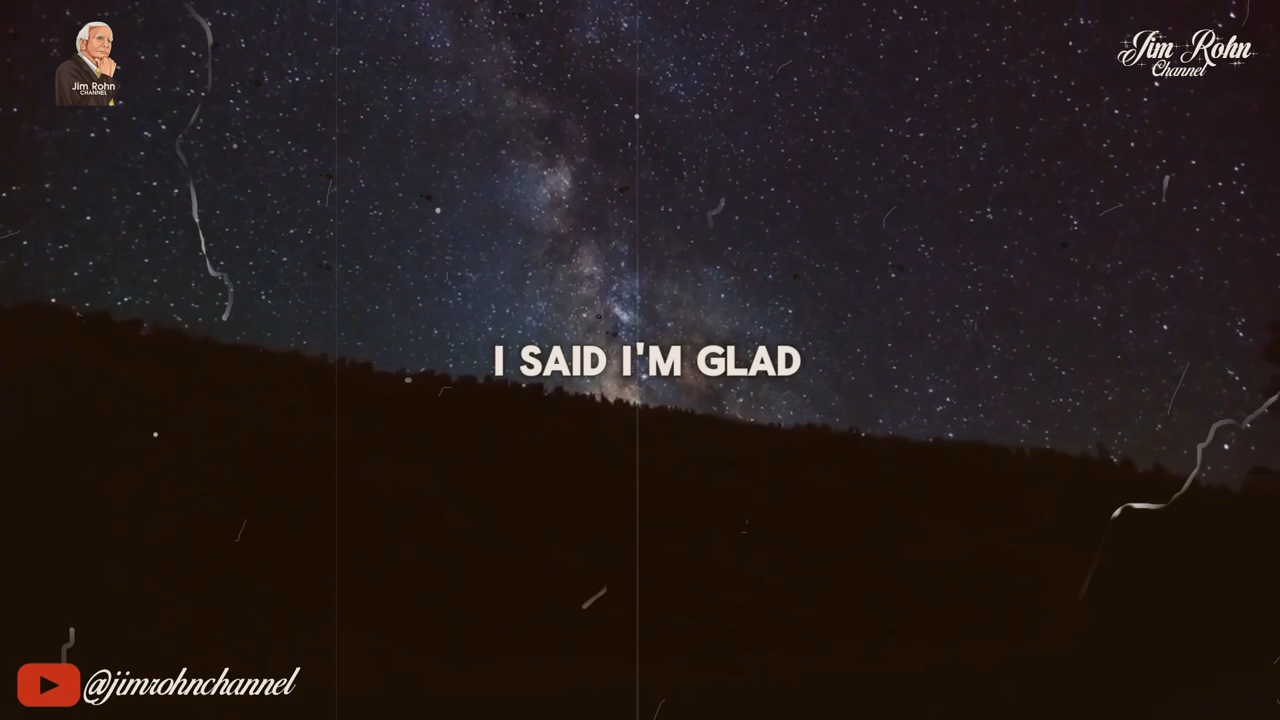 Jim Rohn
CHANNEL
Jim Rohn
Channel
I SAID I'M GLAD
@jimrohnchannel